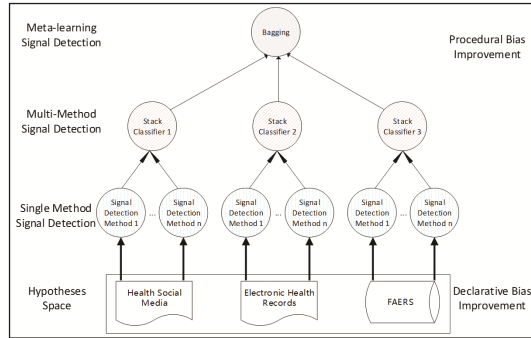 Meta-learning
Signal Detection
Bagging
Procedural Bias
Improvement
Multi-Method
Signal Detection
Stack
Classifier 1
Stack
Classifier 2
Stack
Classifier 3
Single Method
Signal Detection
Signal
Detection
Method 1
...
Signal
Detection
Method n
Signal
Detection
Method 1
...
Signal
Detection
Method n
Signal
Detection
Method 1
...
Signal
Detection
Method n
Hypotheses
Space
Health Social
Media
Electronic Health
Records
FAERS
Declarative Bias
Improvement